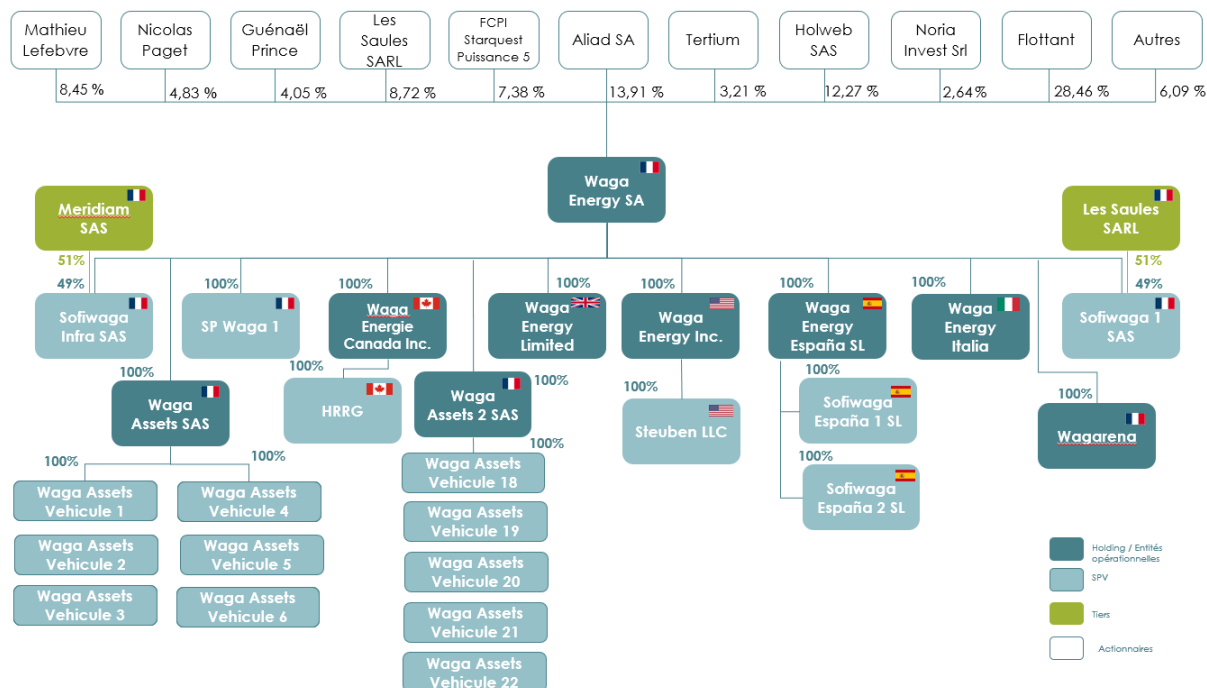 Mathieu
Lefebvre
Nicolas
Paget
Guénaël
Prince
Les
Saules
SARL
FCPI
Starquest
Puissance 5
Aliad SA
Tertium
Holweb
SAS
Noria
Invest Srl
Flottant
Autres
8,45 %
4,83 %
4,05 %
8,72 %
7,38 %
13,91 %
3,21 %
12,27 %
2,64 %
28,46 %
6,09 %
Waga
Energy SA
Meridiam
SAS
Les Saules
SARL
51%
49%
51%
49%
Sofiwaga
Infra SAS
100%
SP Waga 1
100%
Waga
Energie
Canada Inc.
100%
Waga
Energy
Limited
100%
Waga
Energy Inc.
100%
Waga
Energy
España SL
100%
Waga
Energy
Italia
Sofiwaga 1
SAS
100%
Waga
Assets SAS
100%
HRRG
100%
Waga
Assets 2 SAS
100%
Steuben LLC
100%
Sofiwaga
España 1 SL
100%
Sofiwaga
España 2 SL
100%
Wagarena
100%
100%
Waga Assets
Vehicule 1
Waga Assets
Vehicule 2
Waga Assets
Vehicule 3
Waga Assets
Vehicule 4
Waga Assets
Vehicule 5
Waga Assets
Vehicule 6
100%
Waga Assets
Vehicule 18
Waga Assets
Vehicule 19
Waga Assets
Vehicule 20
Waga Assets
Vehicule 21
Waga Assets
Vehicule 22
Holding / Entités
opérationnelles
SPV
Tiers
Actionnaires